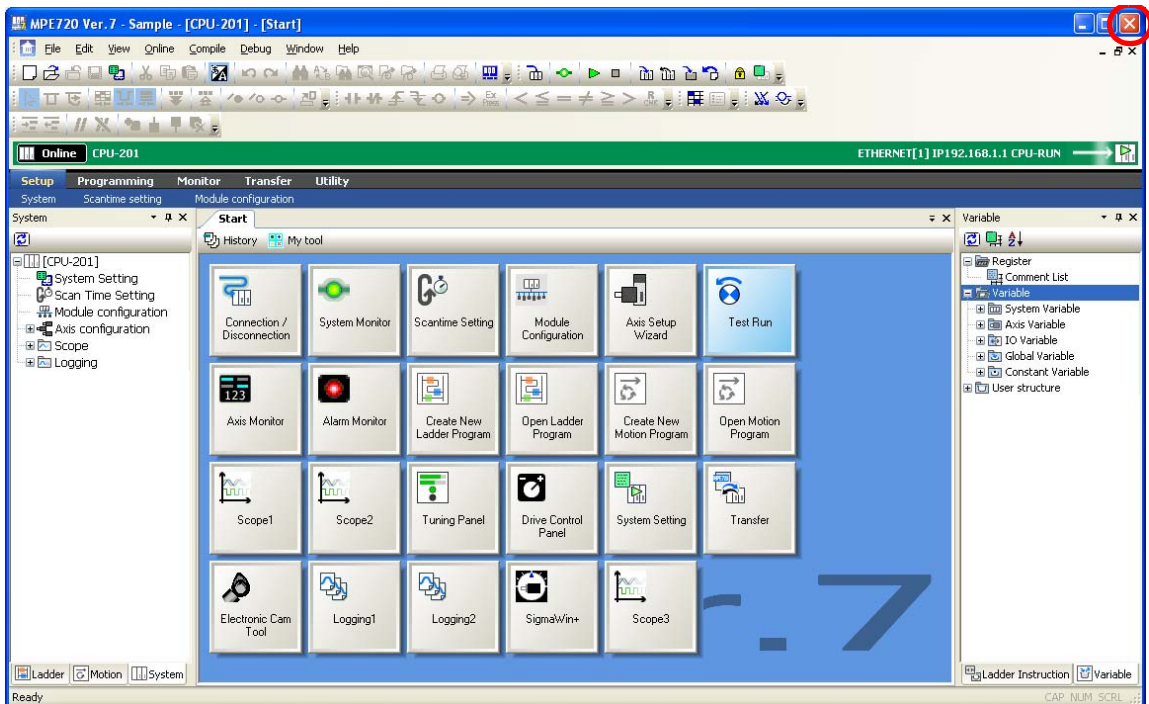 MPE720 Ver.7 - Sample - [CPU-201] - [Start]
File Edit View Online Compile Debug Window Help
Online CPU-201 ETHERNET[1] IP192.168.1.1 CPU-RUN
Setup Programming Monitor Transfer Utility
System Scantime setting Module configuration
System
[CPU-201]
System Setting
Scan Time Setting
Module configuration
Axis configuration
Scope
Logging
Ladder Motion System
Start
History My tool
Connection /
Disconnection
System Monitor
Scantime Setting
Module
Configuration
Axis Setup
Wizard
Test Run
123
Axis Monitor
Alarm Monitor
Create New
Ladder Program
Open Ladder
Program
Create New
Motion Program
Open Motion
Program
Scope1
Scope2
Tuning Panel
Drive Control
Panel
System Setting
Transfer
Electronic Cam
Tool
Logging1
Logging2
SigmaWin+
Scope3
r.7
Variable
Register
Comment List
Variable
System Variable
Axis Variable
IO Variable
Global Variable
Constant Variable
User structure
Ladder Instruction Variable
Ready CAP NUM SCRL